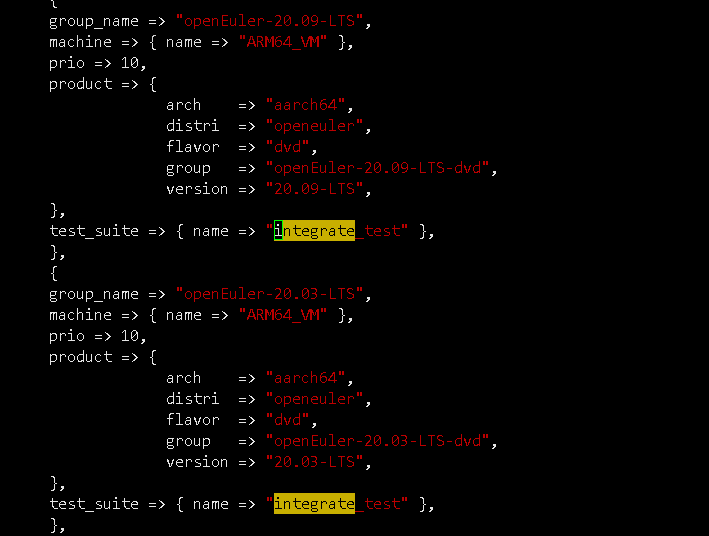 {
group_name => "openEuler-20.09-LTS",
machine => { name => "ARM64_VM" },
prio => 10,
product => {
arch    => "aarch64",
distri  => "openeuler",
flavor  => "dvd",
group   => "openEuler-20.09-LTS-dvd",
version => "20.09-LTS",
},
test_suite => { name => "integrate_test" },
},
{
group_name => "openEuler-20.03-LTS",
machine => { name => "ARM64_VM" },
prio => 10,
product => {
arch    => "aarch64",
distri  => "openeuler",
flavor  => "dvd",
group   => "openEuler-20.03-LTS-dvd",
version => "20.03-LTS",
},
test_suite => { name => "integrate_test" },
},